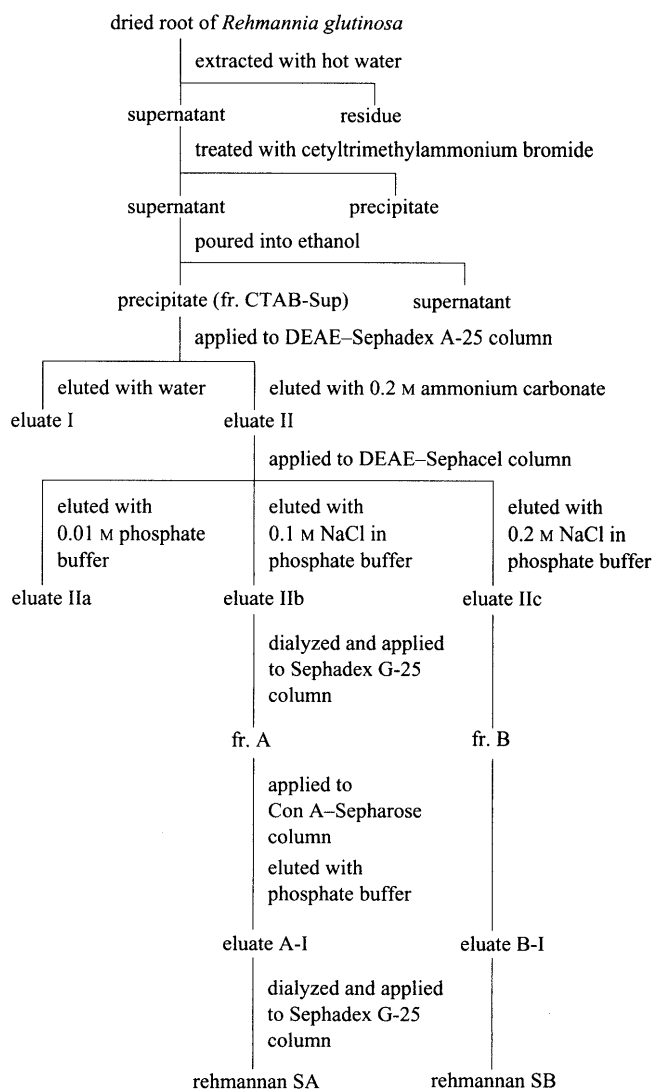 dried root of Rehmannia glutinosa
extracted with hot water
supernatant residue
treated with cetyltrimethylammonium bromide
supernatant precipitate
poured into ethanol
precipitate (fr. CTAB-Sup) supernatant
applied to DEAE–Sephadex A-25 column
eluted with water eluted with 0.2 M ammonium carbonate
eluate I eluate II
applied to DEAE–Sephacel column
eluted with
0.01 M phosphate
buffer
eluted with
0.1 M NaCl in
phosphate buffer
eluted with
0.2 M NaCl in
phosphate buffer
eluate IIa eluate IIb eluate IIc
dialyzed and applied
to Sephadex G-25
column
fr. A fr. B
applied to
Con A–Sepharose
column
eluted with
phosphate buffer
eluate A-I eluate B-I
dialyzed and applied
to Sephadex G-25
column
rehmannan SA rehmannan SB